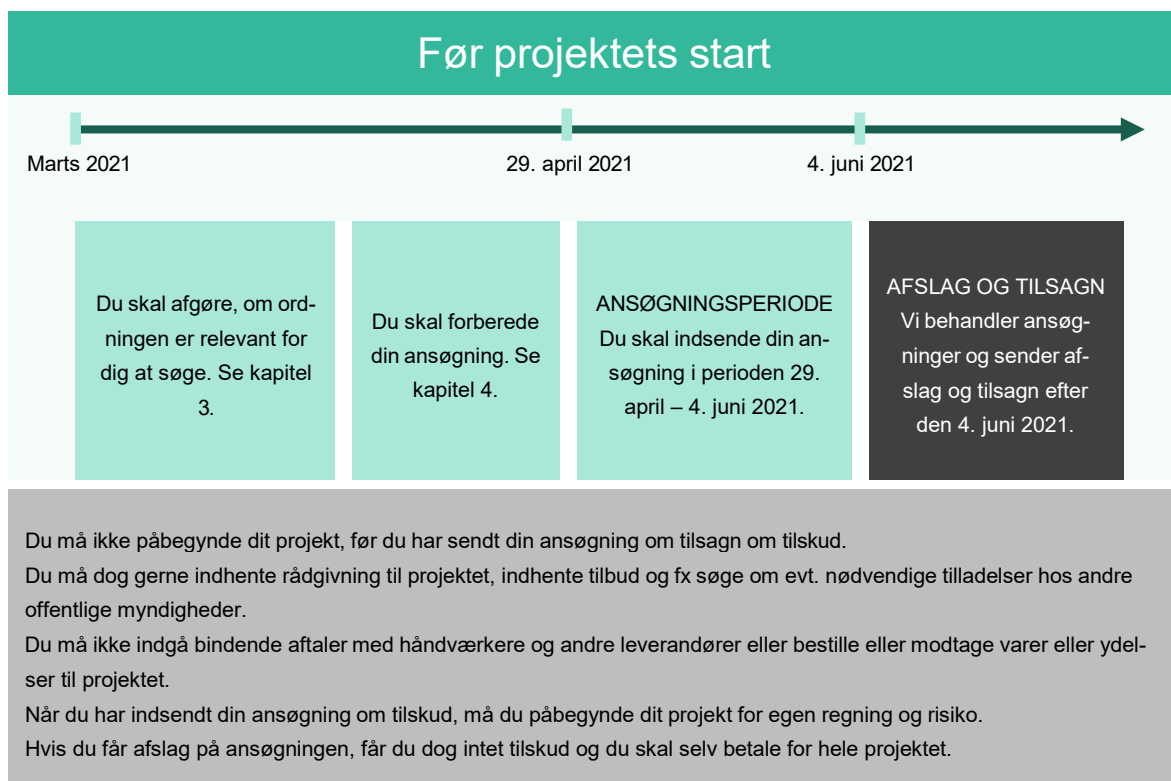 Før projektets start
Marts 2021
29. april 2021
4. juni 2021
Du skal afgøre, om ord-
ningen er relevant for
dig at søge. Se kapitel
3.
Du skal forberede
din ansøgning. Se
kapitel 4.
ANSØGNINGSPERIODE
Du skal indsende din an-
søgning i perioden 29.
april – 4. juni 2021.
AFSLAG OG TILSAGN
Vi behandler ansøg-
ninger og sender af-
slag og tilsagn efter
den 4. juni 2021.
Du må ikke påbegynde dit projekt, før du har sendt din ansøgning om tilsagn om tilskud.
Du må dog gerne indhente rådgivning til projektet, indhente tilbud og fx søge om evt. nødvendige tilladelser hos andre
offentlige myndigheder.
Du må ikke indgå bindende aftaler med håndværkere og andre leverandører eller bestille eller modtage varer eller ydel-
ser til projektet.
Når du har indsendt din ansøgning om tilskud, må du påbegynde dit projekt for egen regning og risiko.
Hvis du får afslag på ansøgningen, får du dog intet tilskud og du skal selv betale for hele projektet.